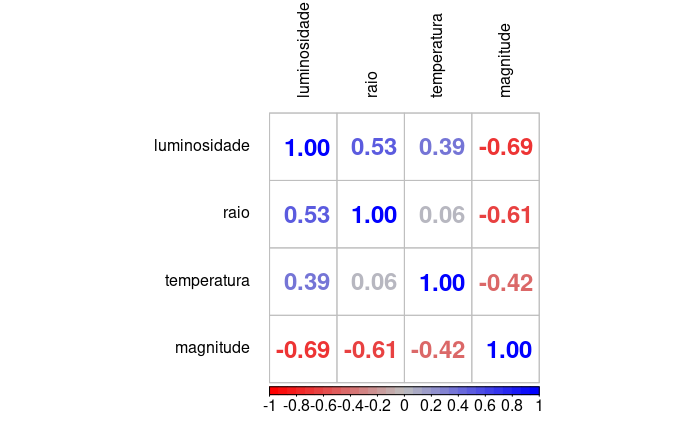 luminosidade raio temperatura magnitude
luminosidade 1.00 0.53 0.39 -0.69
raio 0.53 1.00 0.06 -0.61
temperatura 0.39 0.06 1.00 -0.42
magnitude -0.69 -0.61 -0.42 1.00
-1 -0.8 -0.6 -0.4 -0.2 0 0.2 0.4 0.6 0.8 1